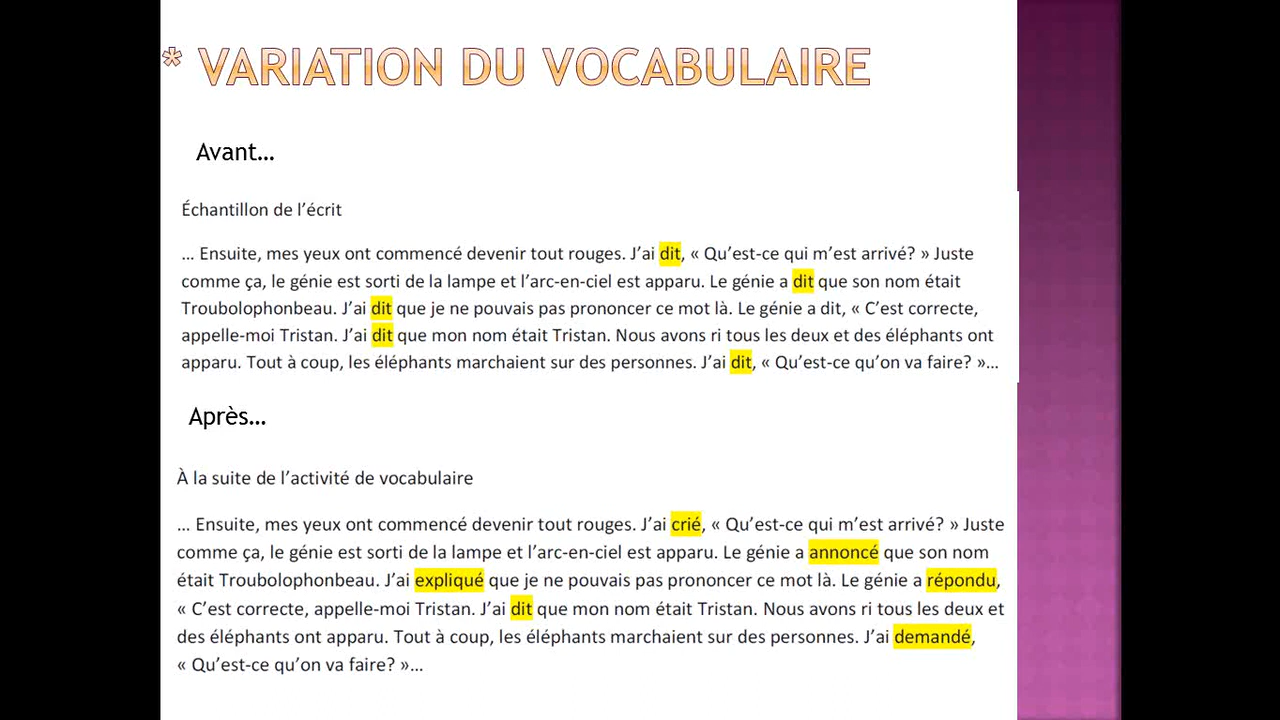 * VARIATION DU VOCABULAIRE
Avant…
Échantillon de l’écrit
… Ensuite, mes yeux ont commencé devenir tout rouges. J’ai dit, « Qu’est-ce qui m’est arrivé? » Juste
comme ça, le génie est sorti de la lampe et l’arc-en-ciel est apparu. Le génie a dit que son nom était
Troubolophonbeau. J’ai dit que je ne pouvais pas prononcer ce mot là. Le génie a dit, « C’est correcte,
appelle-moi Tristan. J’ai dit que mon nom était Tristan. Nous avons ri tous les deux et des éléphants ont
apparu. Tout à coup, les éléphants marchaient sur des personnes. J’ai dit, « Qu’est-ce qu’on va faire? »…
Après…
À la suite de l’activité de vocabulaire
… Ensuite, mes yeux ont commencé devenir tout rouges. J’ai crié, « Qu’est-ce qui m’est arrivé? » Juste
comme ça, le génie est sorti de la lampe et l’arc-en-ciel est apparu. Le génie a annoncé que son nom
était Troubolophonbeau. J’ai expliqué que je ne pouvais pas prononcer ce mot là. Le génie a répondu,
« C’est correcte, appelle-moi Tristan. J’ai dit que mon nom était Tristan. Nous avons ri tous les deux et
des éléphants ont apparu. Tout à coup, les éléphants marchaient sur des personnes. J’ai demandé,
« Qu’est-ce qu’on va faire? »…